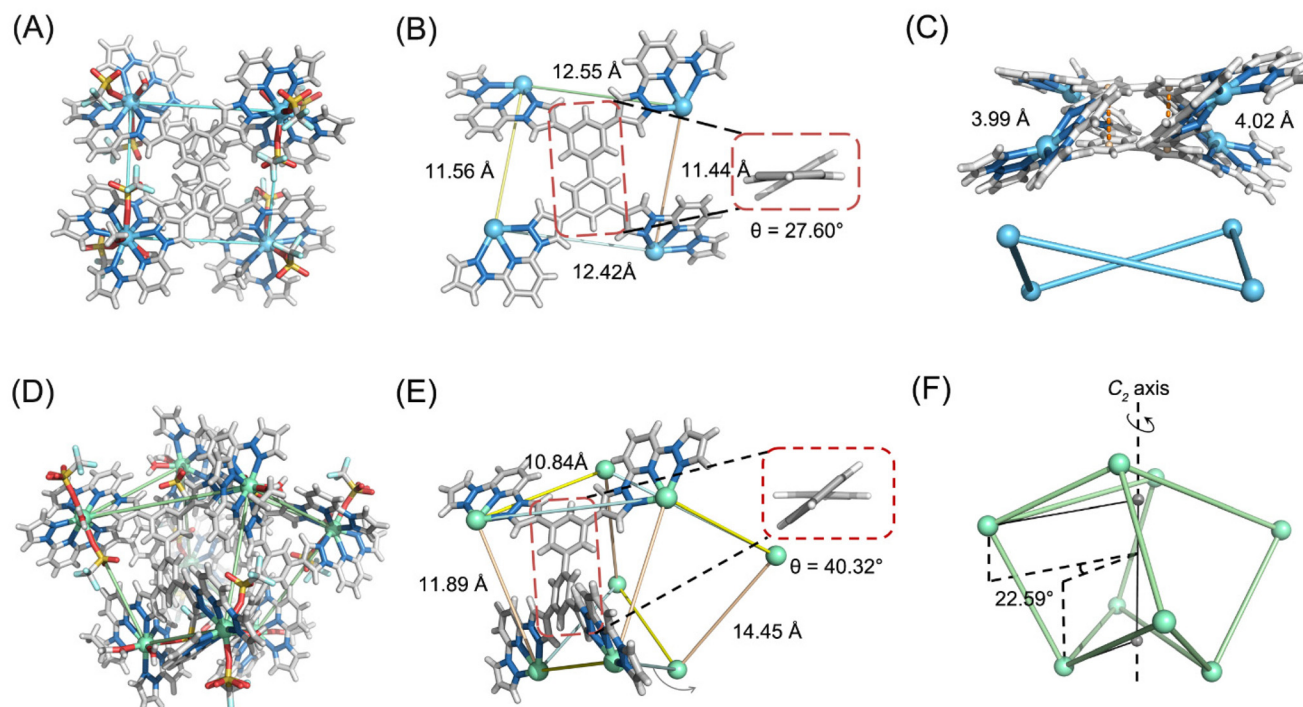 (A)
(B)
12.55 Å
11.56 Å
11.44 Å
12.42Å
θ = 27.60°
(C)
3.99 Å
4.02 Å
(D)
(E)
10.84Å
11.89 Å
14.45 Å
θ = 40.32°
(F)
C₂ axis
22.59°